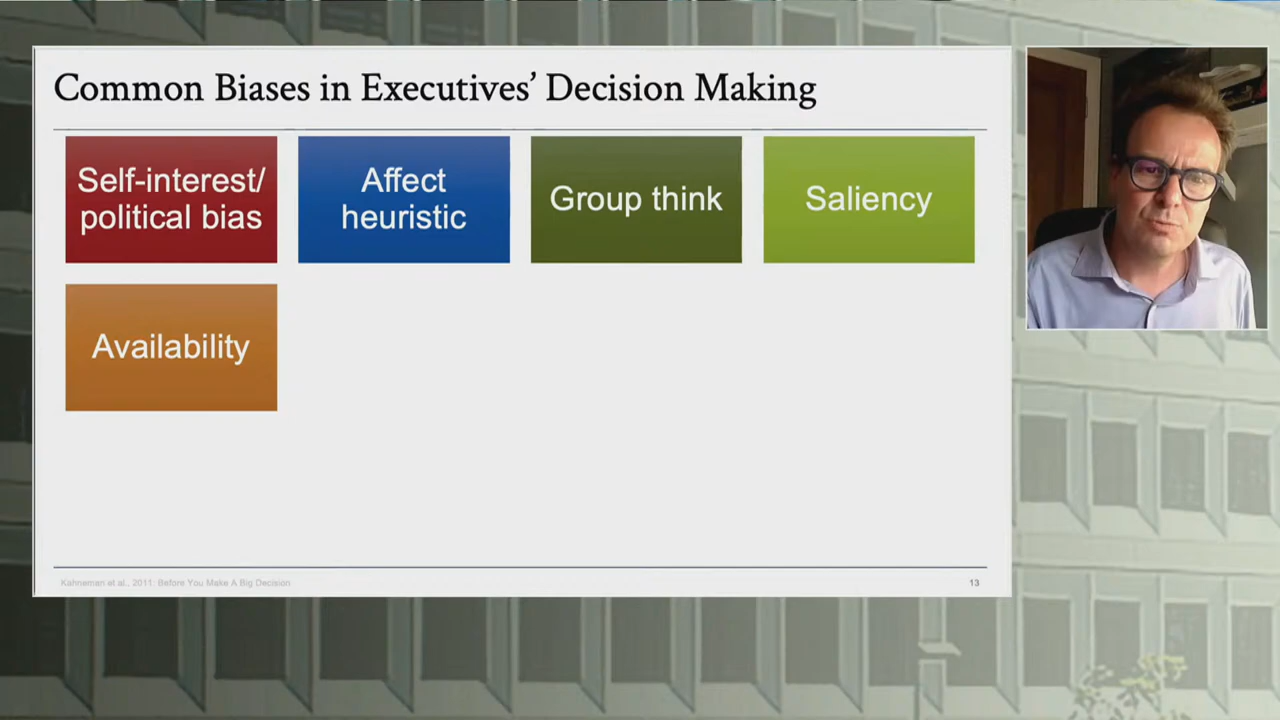 Common Biases in Executives’ Decision Making
Self-interest/
political bias
Affect
heuristic
Group think
Saliency
Availability
Kahneman et al., 2011: Before You Make A Big Decision
13